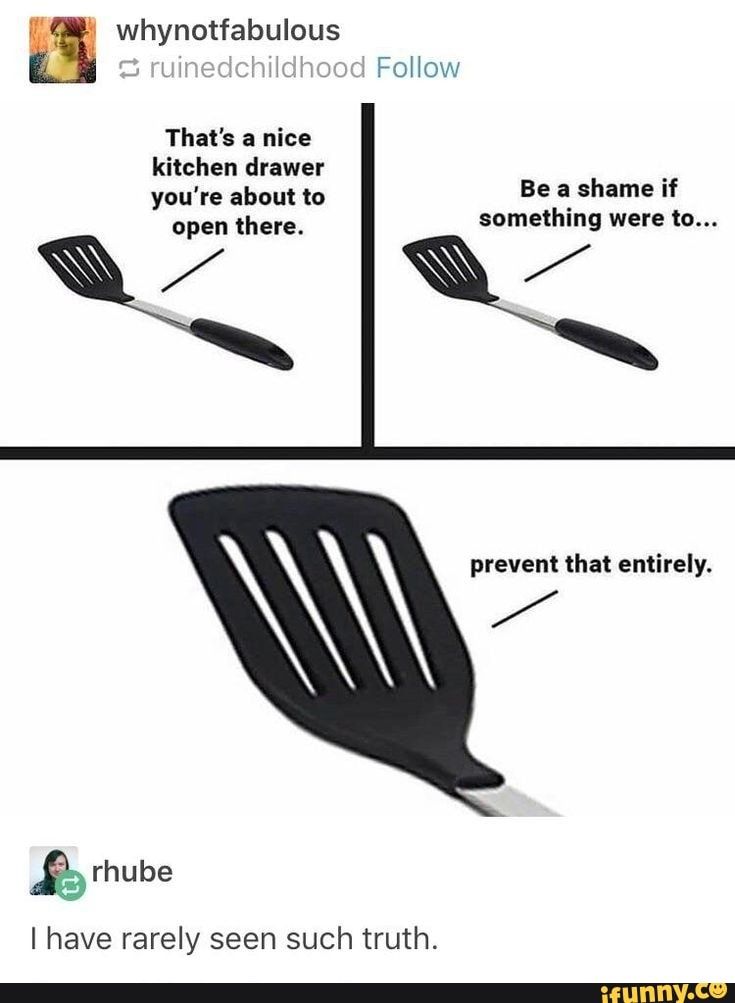 whynotfabulous
ruinedchildhood Follow
That's a nice
kitchen drawer
you're about to
open there.
Be a shame if
something were to...
prevent that entirely.
rhube
I have rarely seen such truth.
ifunny.co